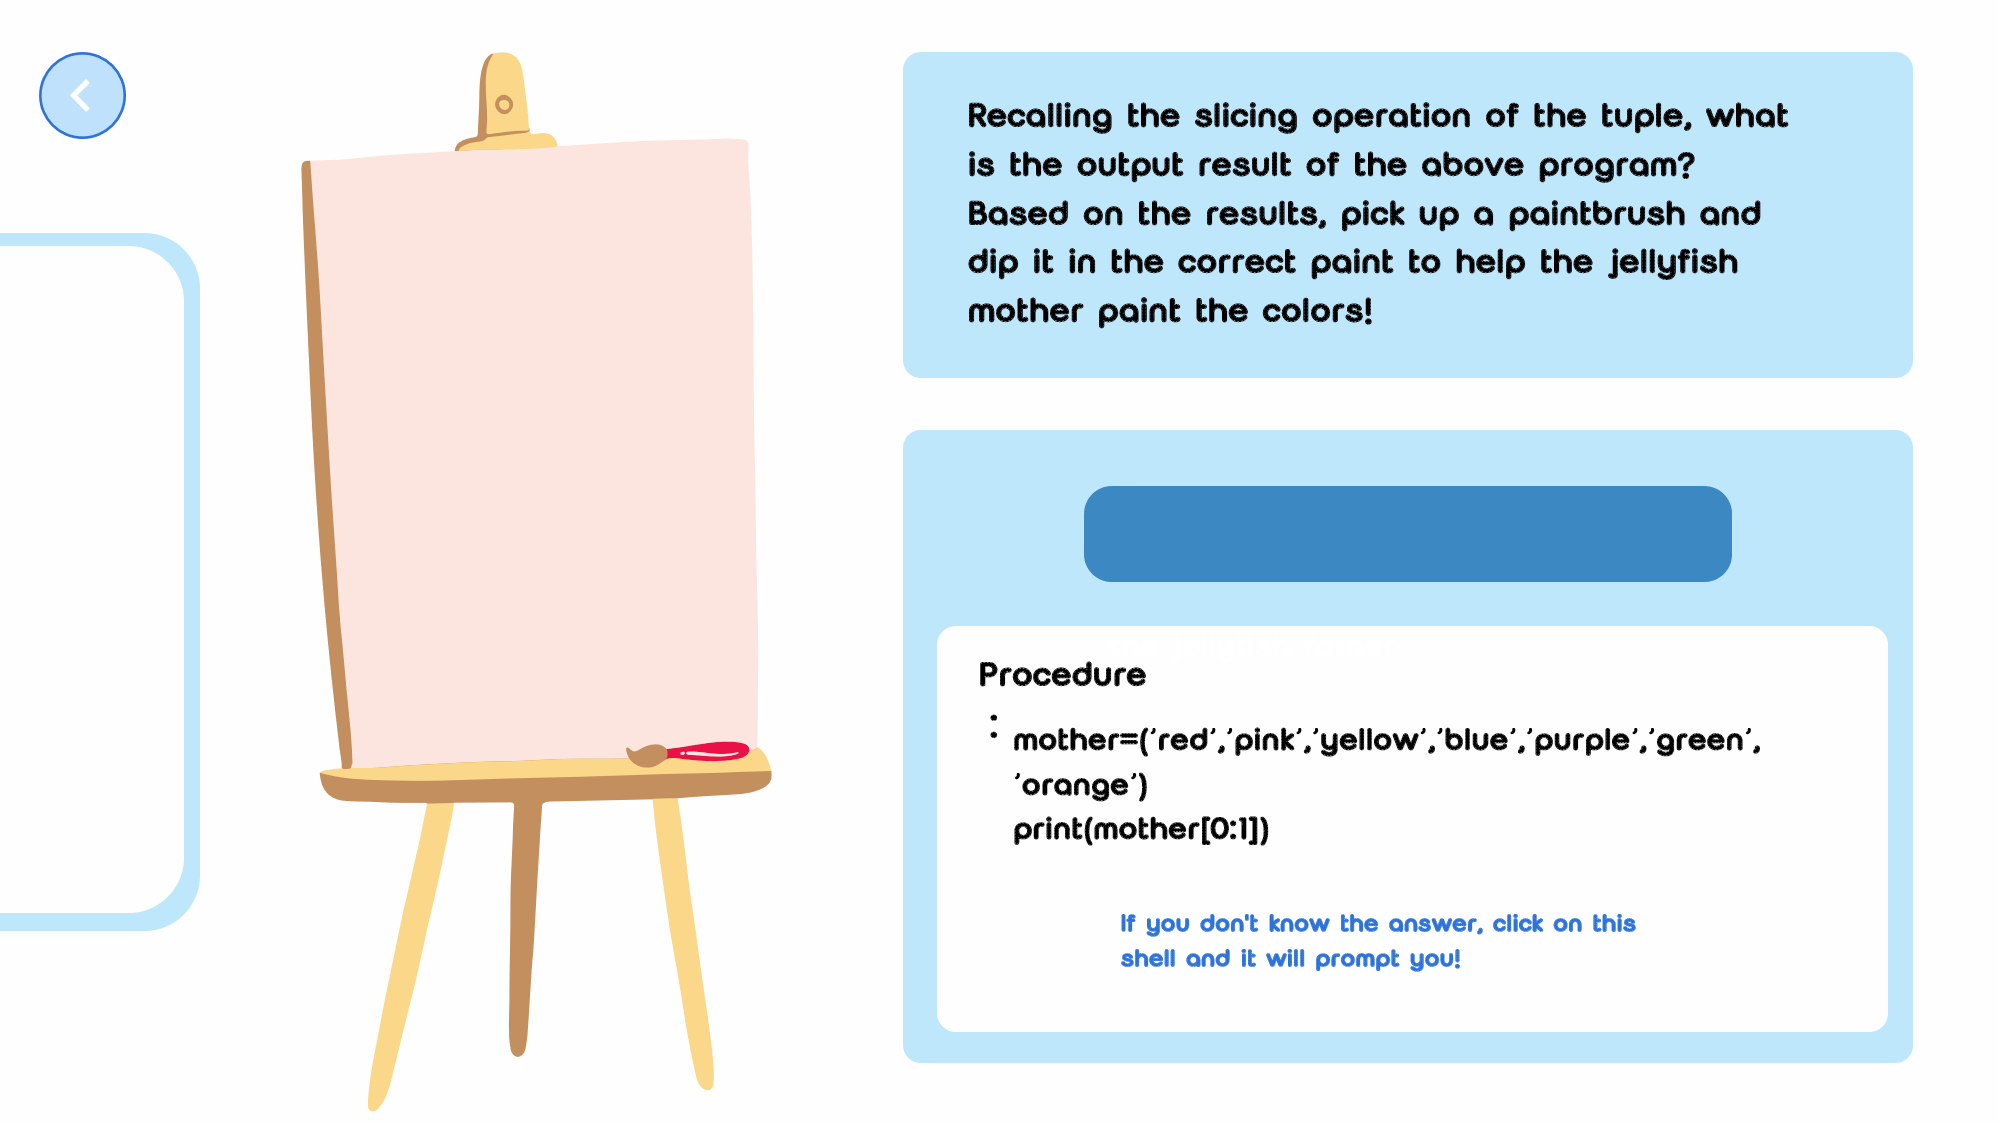 Recalling the slicing operation of the tuple, what
is the output result of the above program?
Based on the results, pick up a paintbrush and
dip it in the correct paint to help the jellyfish
mother paint the colors!
Procedure
:
mother=('red','pink','yellow','blue','purple','green',
'orange')
print(mother[0:1])
If you don't know the answer, click on this
shell and it will prompt you!